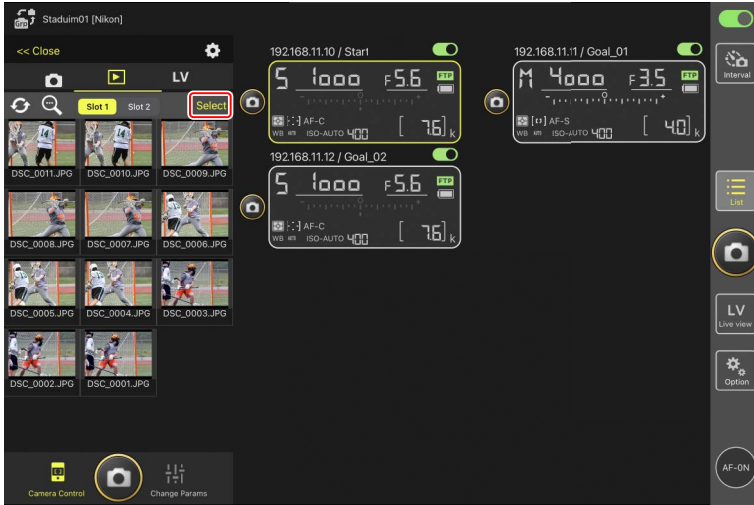 Grp Staduim01 [Nikon]
<< Close
LV
Slot 1 Slot 2 Select
DSC_0011.JPG DSC_0010.JPG DSC_0009.JPG
DSC_0008.JPG DSC_0007.JPG DSC_0006.JPG
DSC_0005.JPG DSC_0004.JPG DSC_0003.JPG
DSC_0002.JPG DSC_0001.JPG
Camera Control Change Params
192.168.11.10 / Start
S 1000 F5.6 FTP
AF-C
WB ISO-AUTO 400 [ 7.6] k
192.168.11.11 / Goal_01
M 4000 F3.5 FTP
[ ] AF-S
WB ISO-AUTO 400 [ 4.0] k
192.168.11.12 / Goal_02
S 1000 F5.6 FTP
AF-C
WB ISO-AUTO 400 [ 7.6] k
Interval
List
LV
Live view
Option
AF-ON